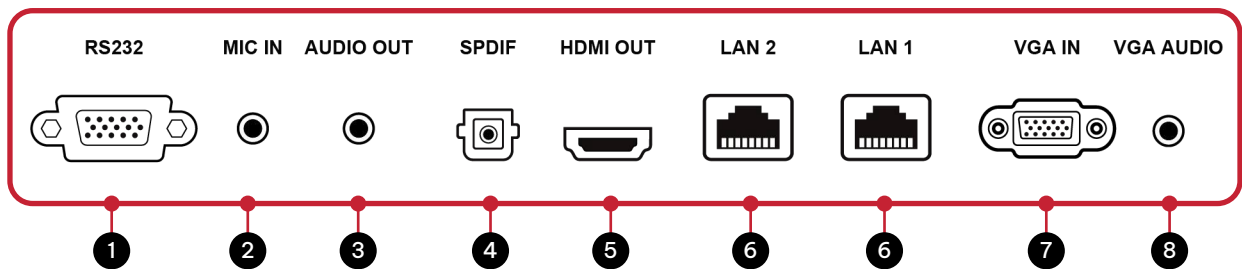 RS232 MIC IN AUDIO OUT SPDIF HDMI OUT LAN 2 LAN 1 VGA IN VGA AUDIO
1 2 3 4 5 6 6 7 8